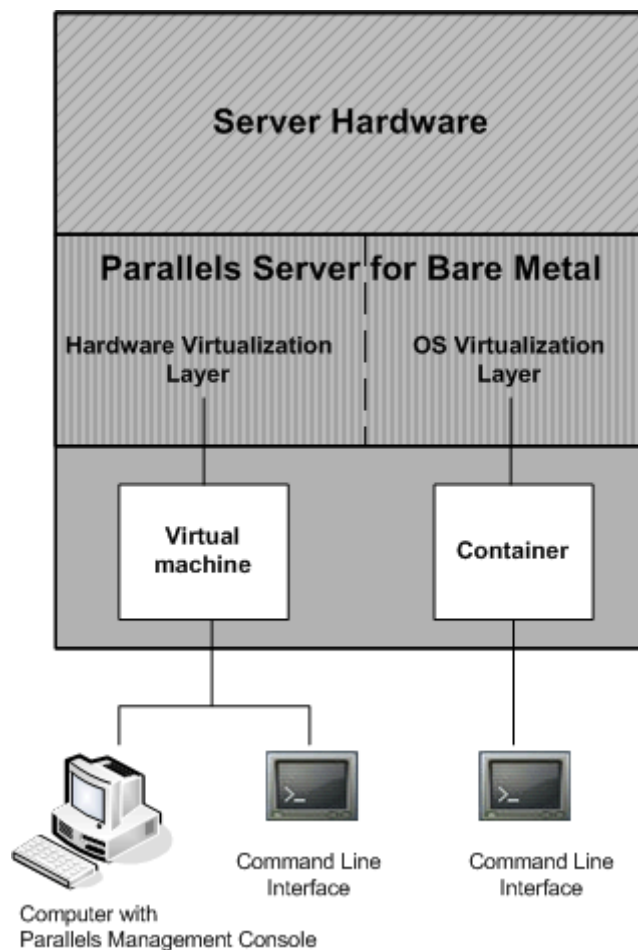 Server Hardware
Parallels Server for Bare Metal
Hardware Virtualization
Layer
OS Virtualization
Layer
Virtual
machine
Container
>_
>_
Command Line
Interface
Command Line
Interface
Computer with
Parallels Management Console